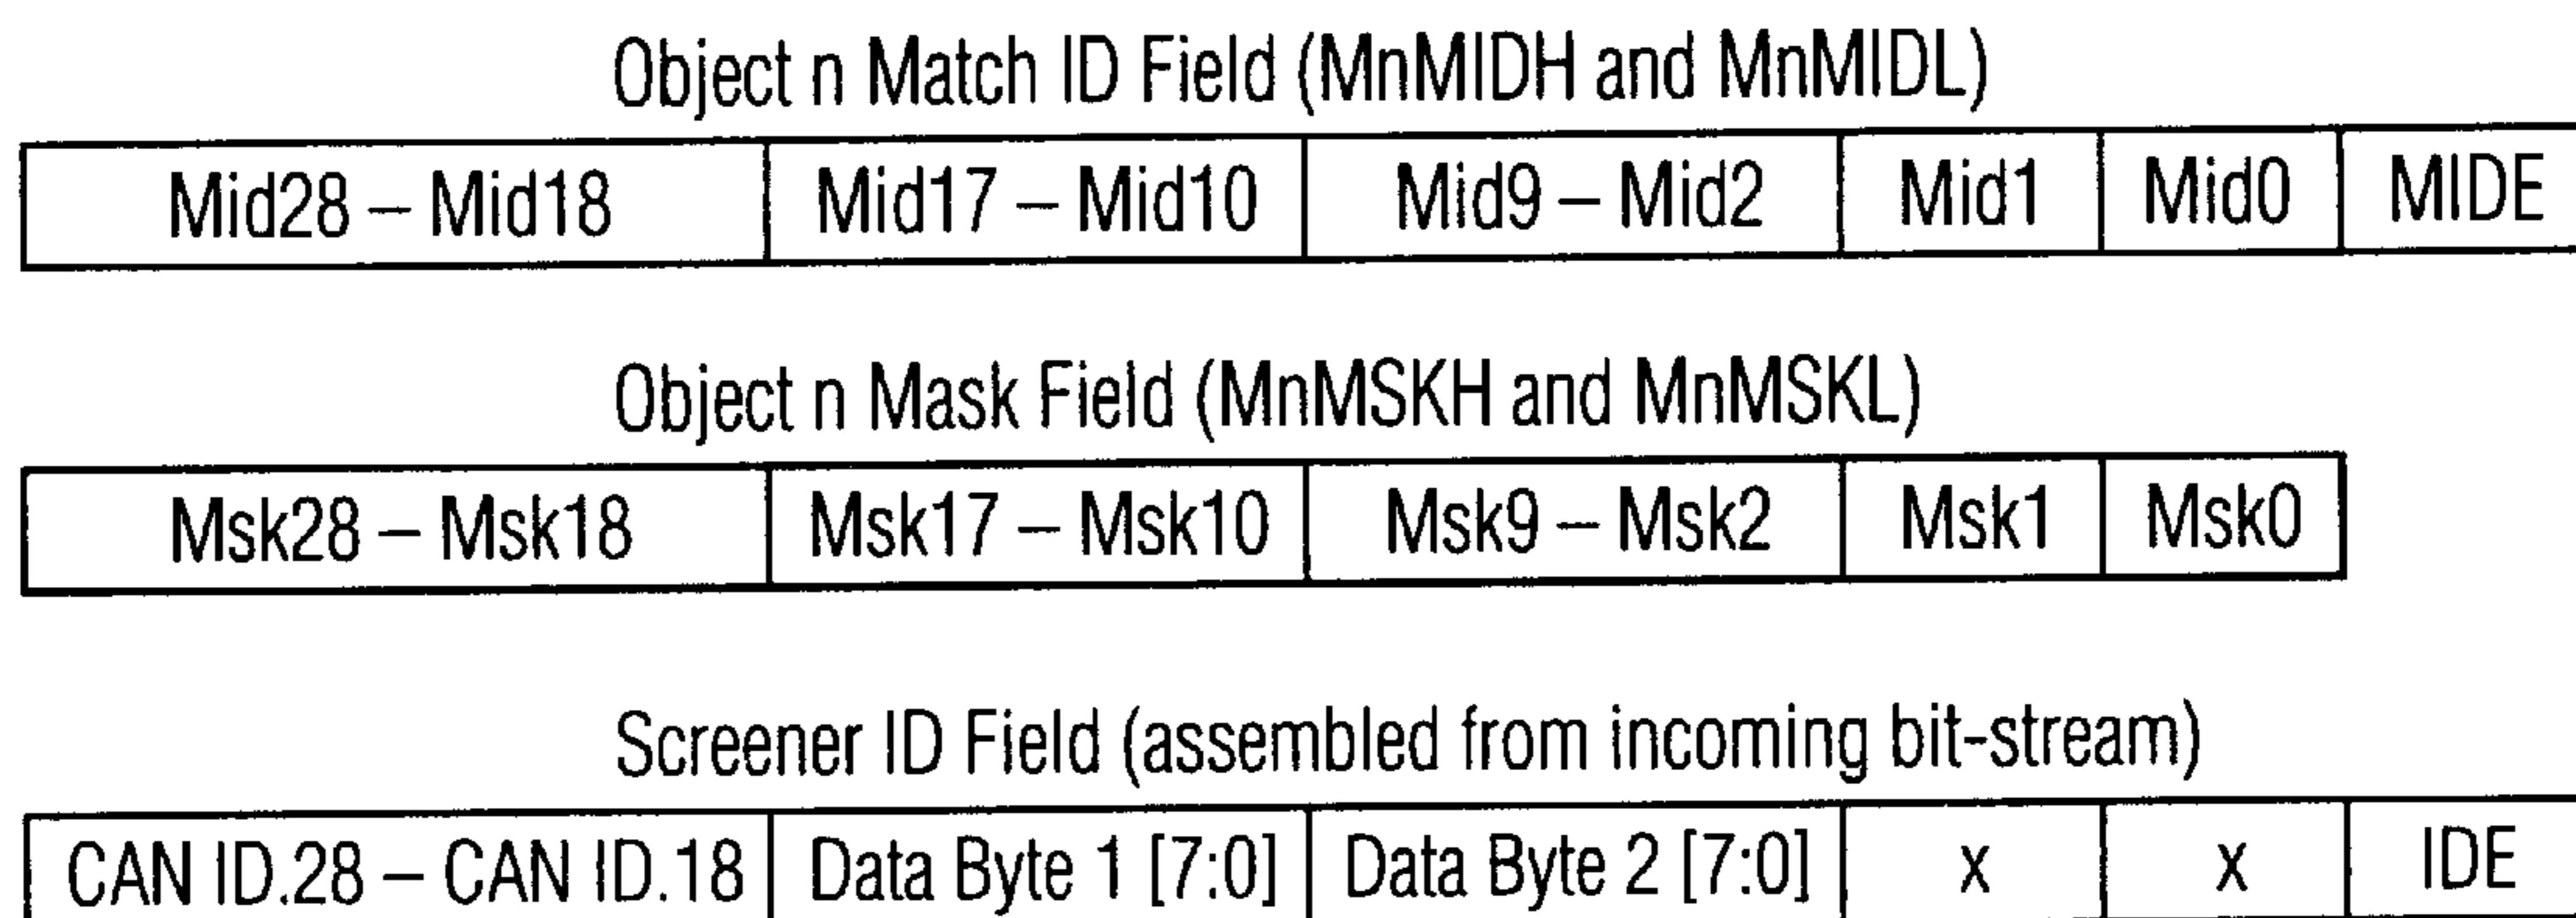 Object n Match ID Field (MnMIDH and MnMIDL)
Mid28 – Mid18 Mid17 – Mid10 Mid9 – Mid2 Mid1 Mid0 MIDE
Object n Mask Field (MnMSKH and MnMSKL)
Msk28 – Msk18 Msk17 – Msk10 Msk9 – Msk2 Msk1 Msk0
Screener ID Field (assembled from incoming bit-stream)
CAN ID.28 – CAN ID.18 Data Byte 1 [7:0] Data Byte 2 [7:0] x x IDE